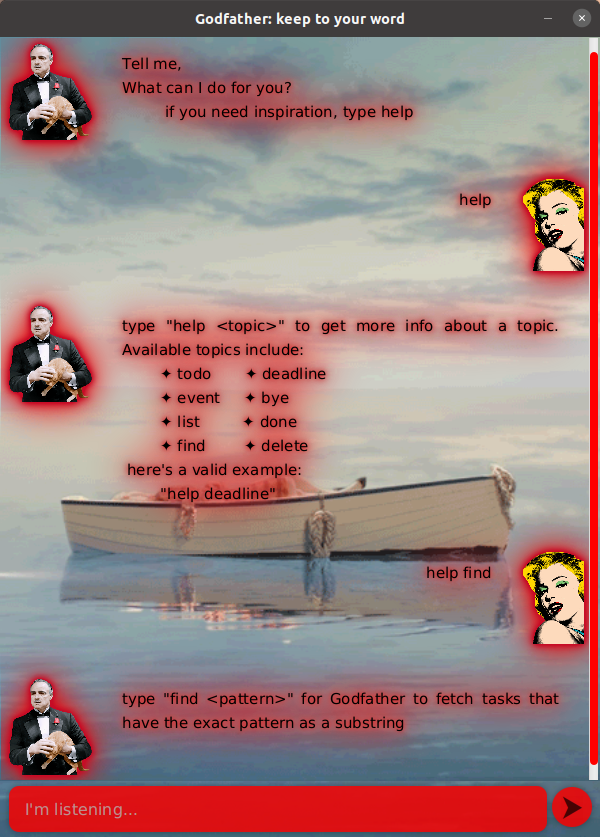 Godfather: keep to your word
Tell me,
What can I do for you?
if you need inspiration, type help
help
type "help <topic>" to get more info about a topic.
Available topics include:
✦ todo ✦ deadline
✦ event ✦ bye
✦ list ✦ done
✦ find ✦ delete
here's a valid example:
"help deadline"
help find
type "find <pattern>" for Godfather to fetch tasks that
have the exact pattern as a substring
I'm listening...